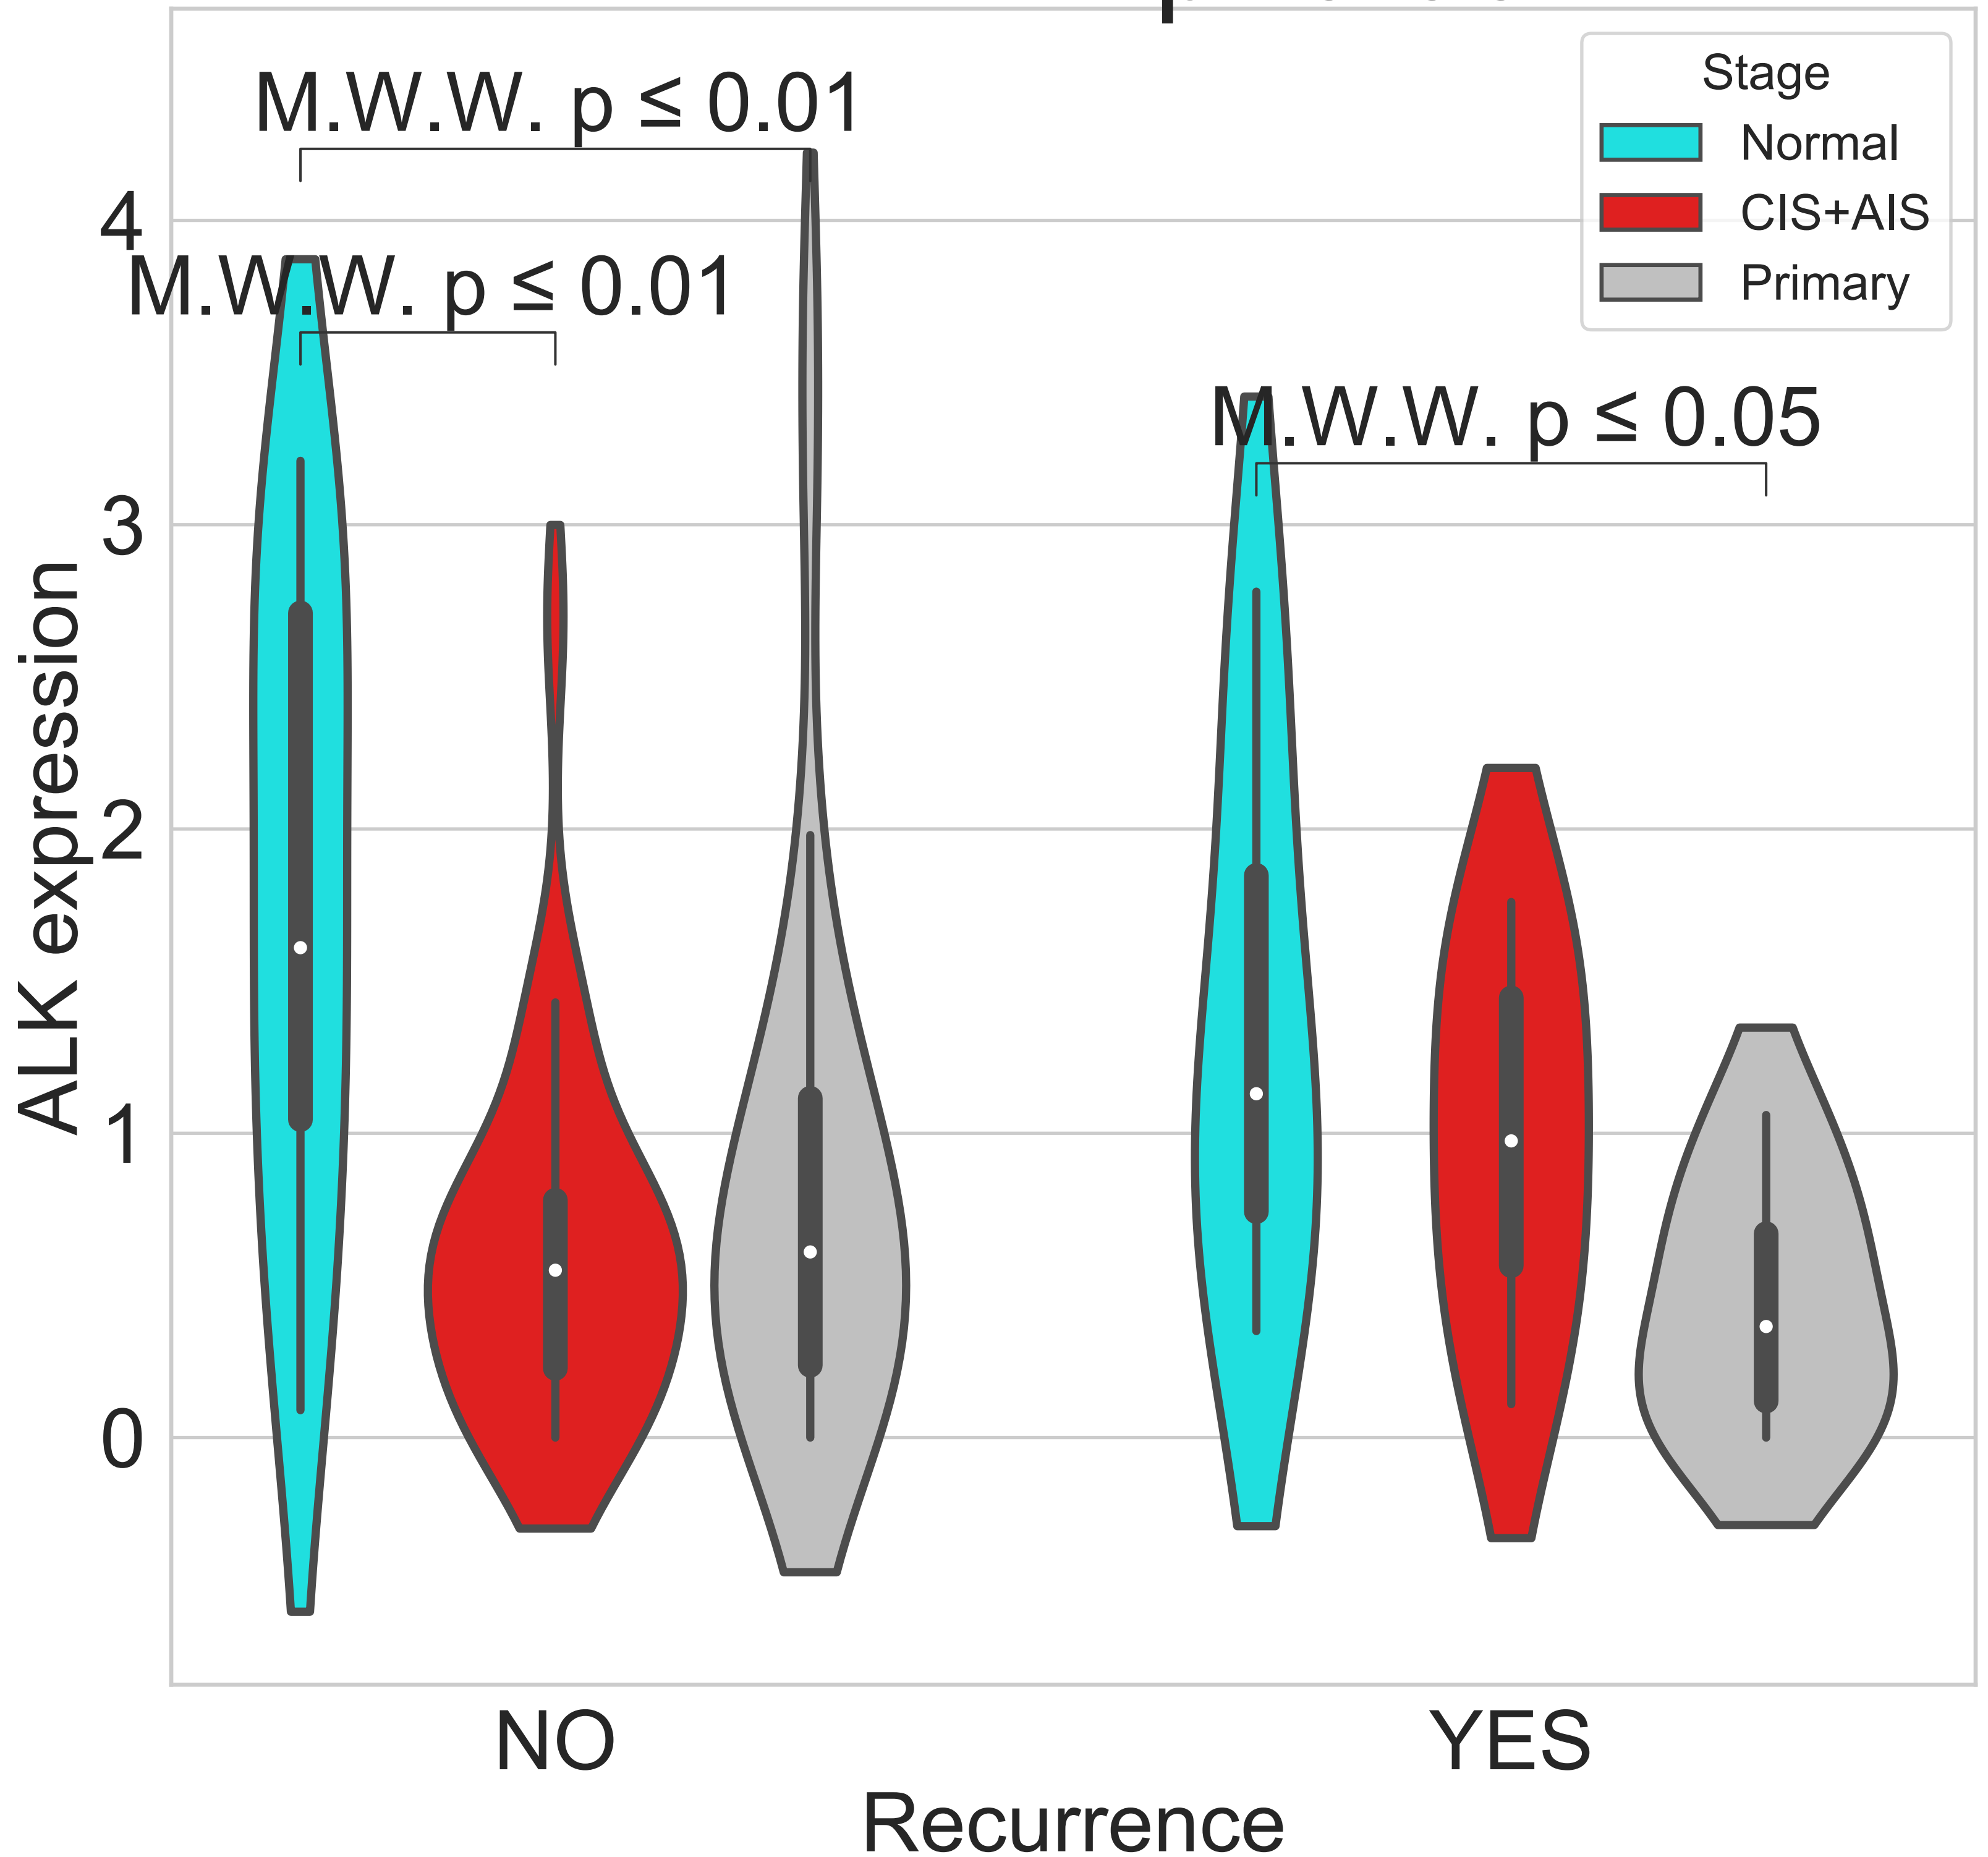 M.W.W. p ≤ 0.01
M.W.W. p ≤ 0.01
M.W.W. p ≤ 0.05
Stage
Normal
CIS+AIS
Primary
ALK expression
4
3
2
1
0
NO
YES
Recurrence